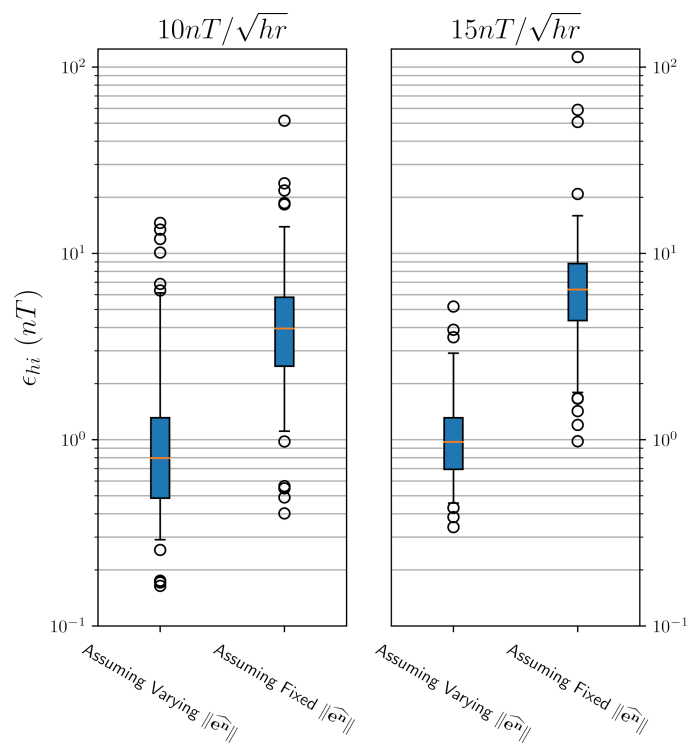 10nT/√hr
15nT/√hr
10²
10²
10¹
10¹
ϵₕᵢ (nT)
10⁰
10⁰
10⁻¹
10⁻¹
Assuming Varying ‖e͡ⁿ‖
Assuming Fixed ‖e͡ⁿ‖
Assuming Varying ‖e͡ⁿ‖
Assuming Fixed ‖e͡ⁿ‖